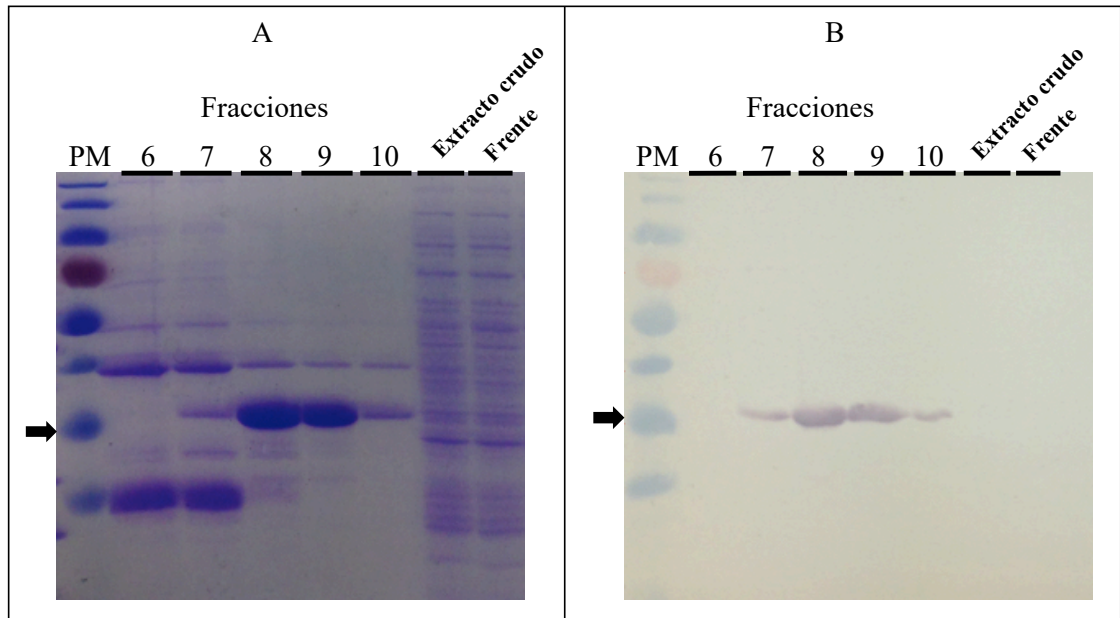 A
Fracciones
Extracto crudo
Frente
PM 6 7 8 9 10
B
Fracciones
Extracto crudo
Frente
PM 6 7 8 9 10